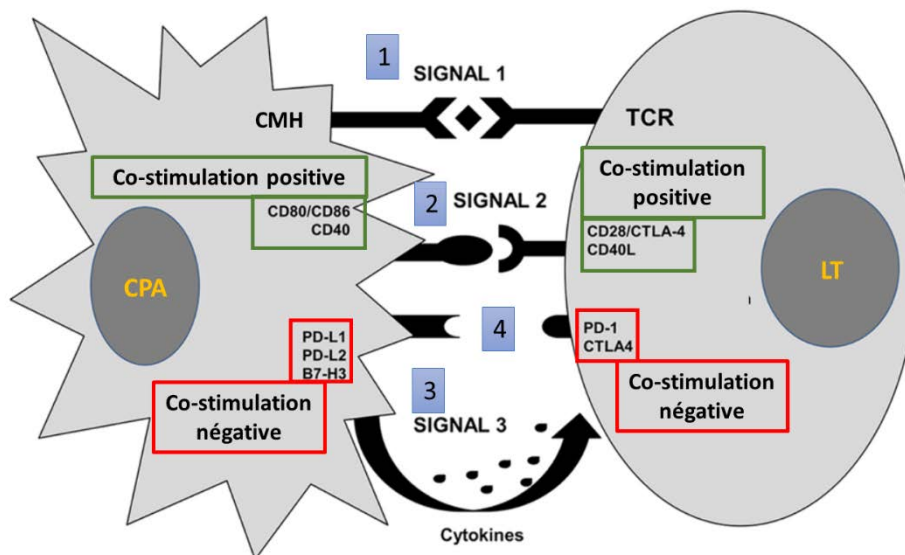 1
SIGNAL 1
CMH
TCR
Co-stimulation positive
CD80/CD86
CD40
2
SIGNAL 2
Co-stimulation
positive
CD28/CTLA-4
CD40L
CPA
LT
PD-L1
PD-L2
B7-H3
4
PD-1
CTLA4
Co-stimulation
négative
3
SIGNAL 3
Co-stimulation
négative
Cytokines